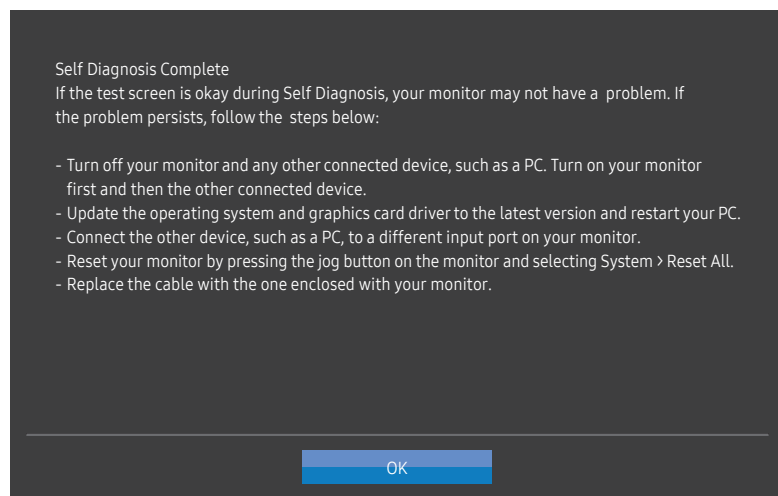 Self Diagnosis Complete
If the test screen is okay during Self Diagnosis, your monitor may not have a problem. If
the problem persists, follow the steps below:
- Turn off your monitor and any other connected device, such as a PC. Turn on your monitor
first and then the other connected device.
- Update the operating system and graphics card driver to the latest version and restart your PC.
- Connect the other device, such as a PC, to a different input port on your monitor.
- Reset your monitor by pressing the jog button on the monitor and selecting System > Reset All.
- Replace the cable with the one enclosed with your monitor.
OK